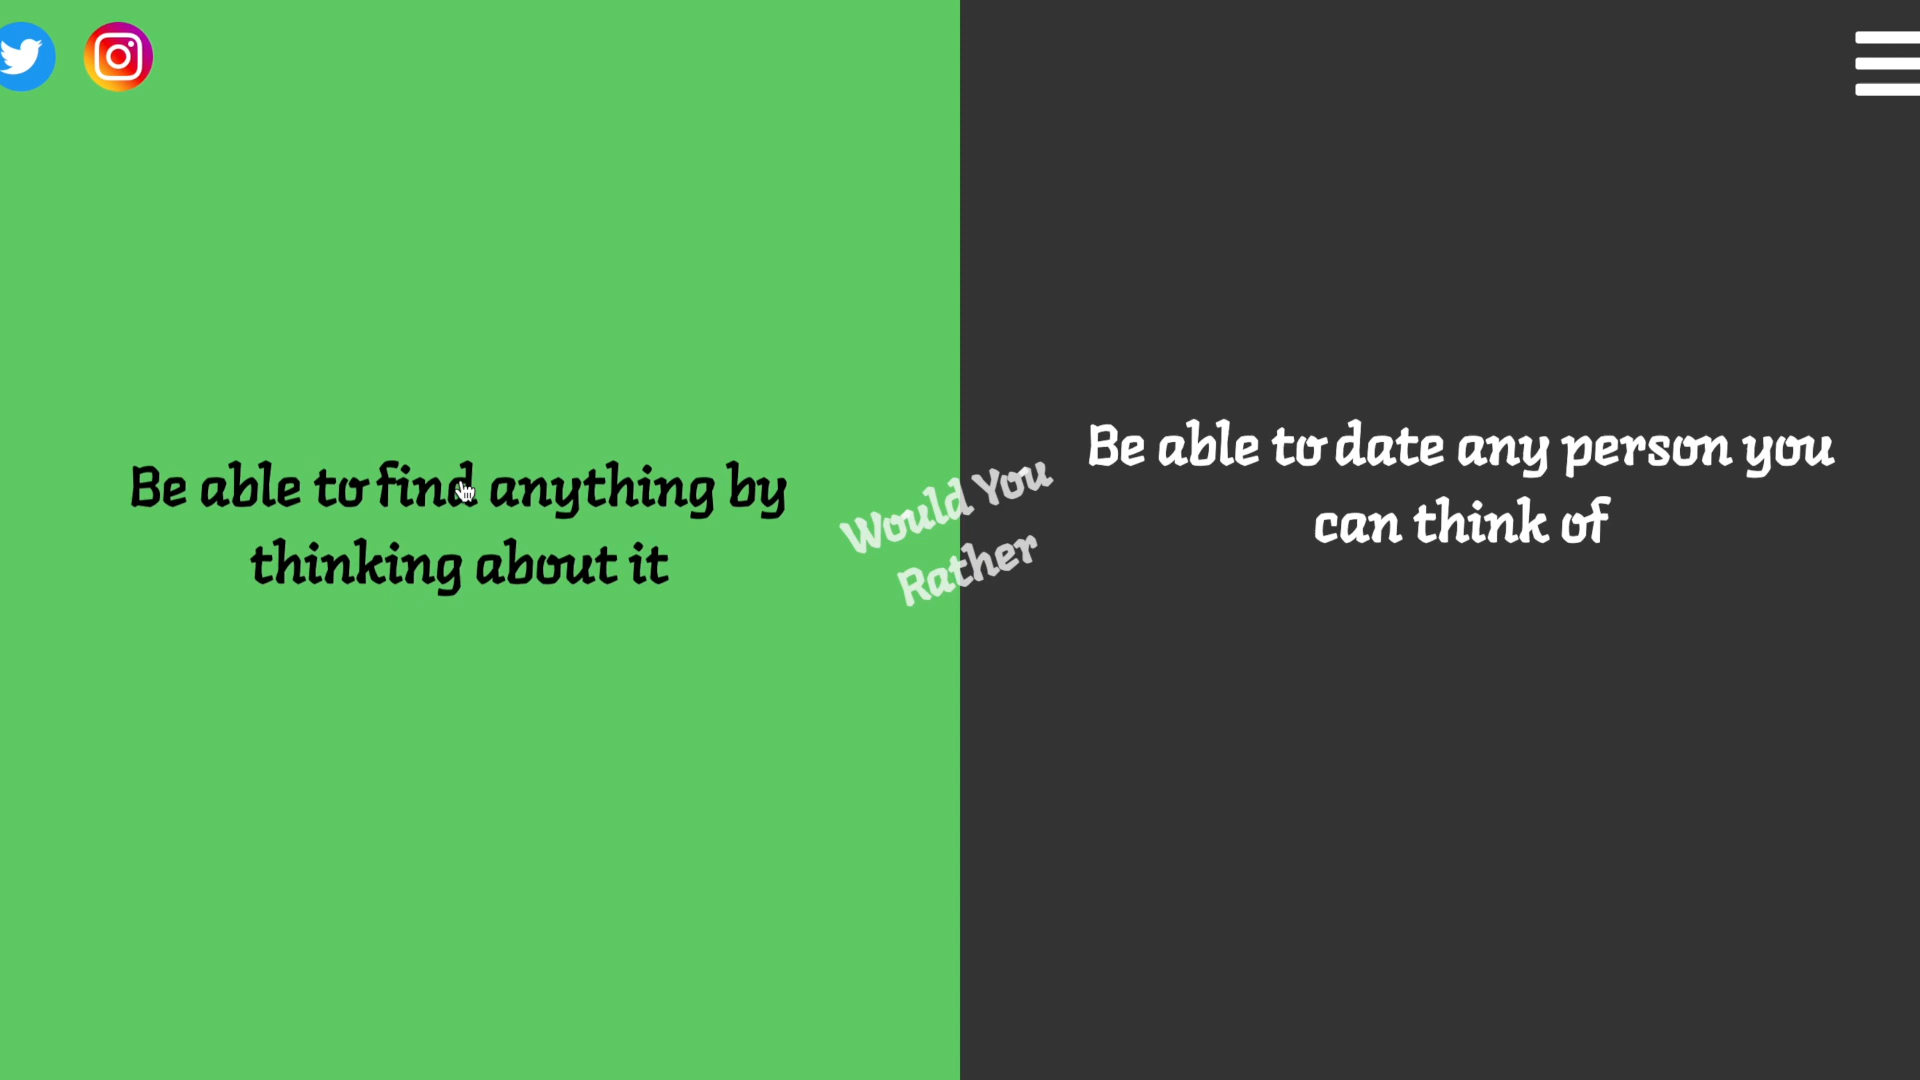 Be able to find anything by
thinking about it
Would You
Rather
Be able to date any person you
can think of